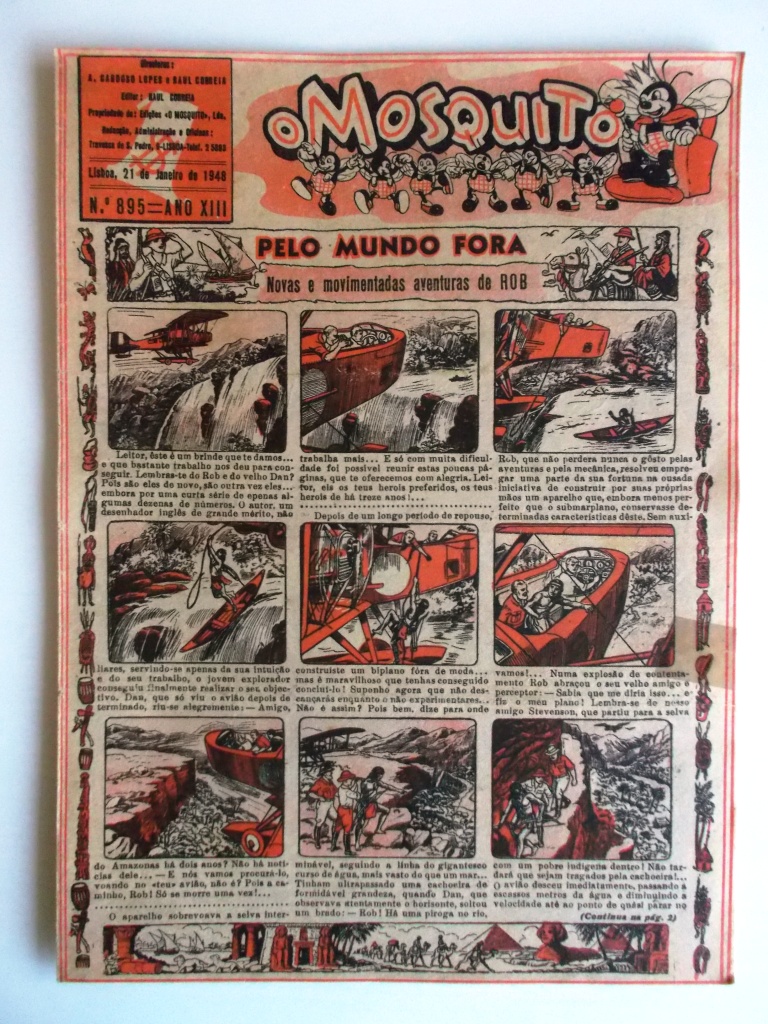 Directores:
A. CARDOSO LOPES e RAUL CORREIA
Editor: RAUL CORREIA
Propriedade de: Edições «O MOSQUITO», Lda.
Redacção, Administração e Oficinas:
Travessa de S. Pedro, 9-LISBOA-Telef.
Lisboa, 21 de Janeiro de 1948
N.º 895=ANO XIII
O MOSQUITO
PELO MUNDO FORA
Novas e movimentadas aventuras de ROB
Leitor, êste é um brinde que te damos...
e que bastante trabalho nos deu para con-
seguir. Lembras-te do Rob e do velho Dan?
Pois são eles de novo, são outra vez eles...
embora por uma curta série de apenas al-
gumas dezenas de números. O autor, um
desenhador inglês de grande mérito, não
trabalha mais... E só com muita dificul-
dade foi possivel reunir estas poucas pá-
ginas, que te oferecemos com alegria. Lei-
tor, eis os teus herois preferidos, os teus
herois de há treze anos!...
Depois de um longo periodo de repouso,
Rob, que não perdera nunca o gôsto pelas
aventuras e pela mecânica, resolveu empre-
gar uma parte da sua fortuna na ousada
iniciativa de construir por suas próprias
mãos um aparelho que, embora menos per-
feito que o submarplano, conservasse de-
terminadas características dêste. Sem auxi-
liares, servindo-se apenas da sua intuïção
e do seu trabalho, o jovem explorador
conseguiu finalmente realizar o seu objec-
tivo. Dan, que só viu o avião depois de
terminado, riu-se alegremente: — Amigo,
construiste um biplano fóra de moda...
mas é maravilhoso que tenhas conseguido
concluí-lo! Suponho agora que não des-
cançarás enquanto o não experimentares...
Não é assim? Pois bem, dize para onde
vamos!... Numa explosão de contenta-
mento Rob abraçou o seu velho amigo e
perceptor: — Sabia que me diria isso... e
fiz o meu plano! Lembra-se do nosso
amigo Stevenson, que partiu para a selva
do Amazonas há dois anos? Não há notí-
cias dele... — E nós vamos procurá-lo,
voando no «teu» avião, não é? Pois a ca-
minho, Rob! Só se morre uma vez!...
O aparelho sobrevoava a selva inter-
minável, seguindo a linha do gigantesco
curso de água, mais vasto do que um mar...
Tinham ultrapassado uma cachoeira de
formidável grandeza, quando Dan, que
observava atentamente o horisonte, soltou
um brado: — Rob! Há uma piroga no rio,
com um pobre indígena dentro! Não tar-
dará que sejam tragados pela cachoeira!...
O avião desceu imediatamente, passando a
escassos metros da água e diminuindo a
velocidade até ao ponto de quási parar no
(Continua na pág. 2)